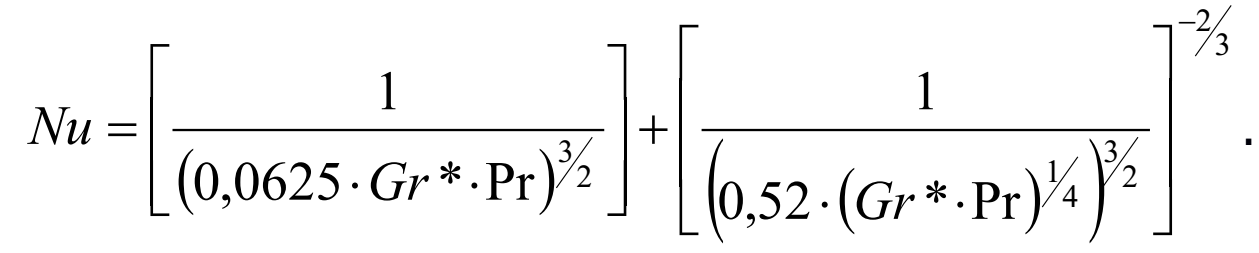 Nu = [1 / (0,0625 · Gr * · Pr)^{3/2}] + [1 / (0,52 · (Gr * · Pr)^{1/4})^{3/2}]^{−2/3} .